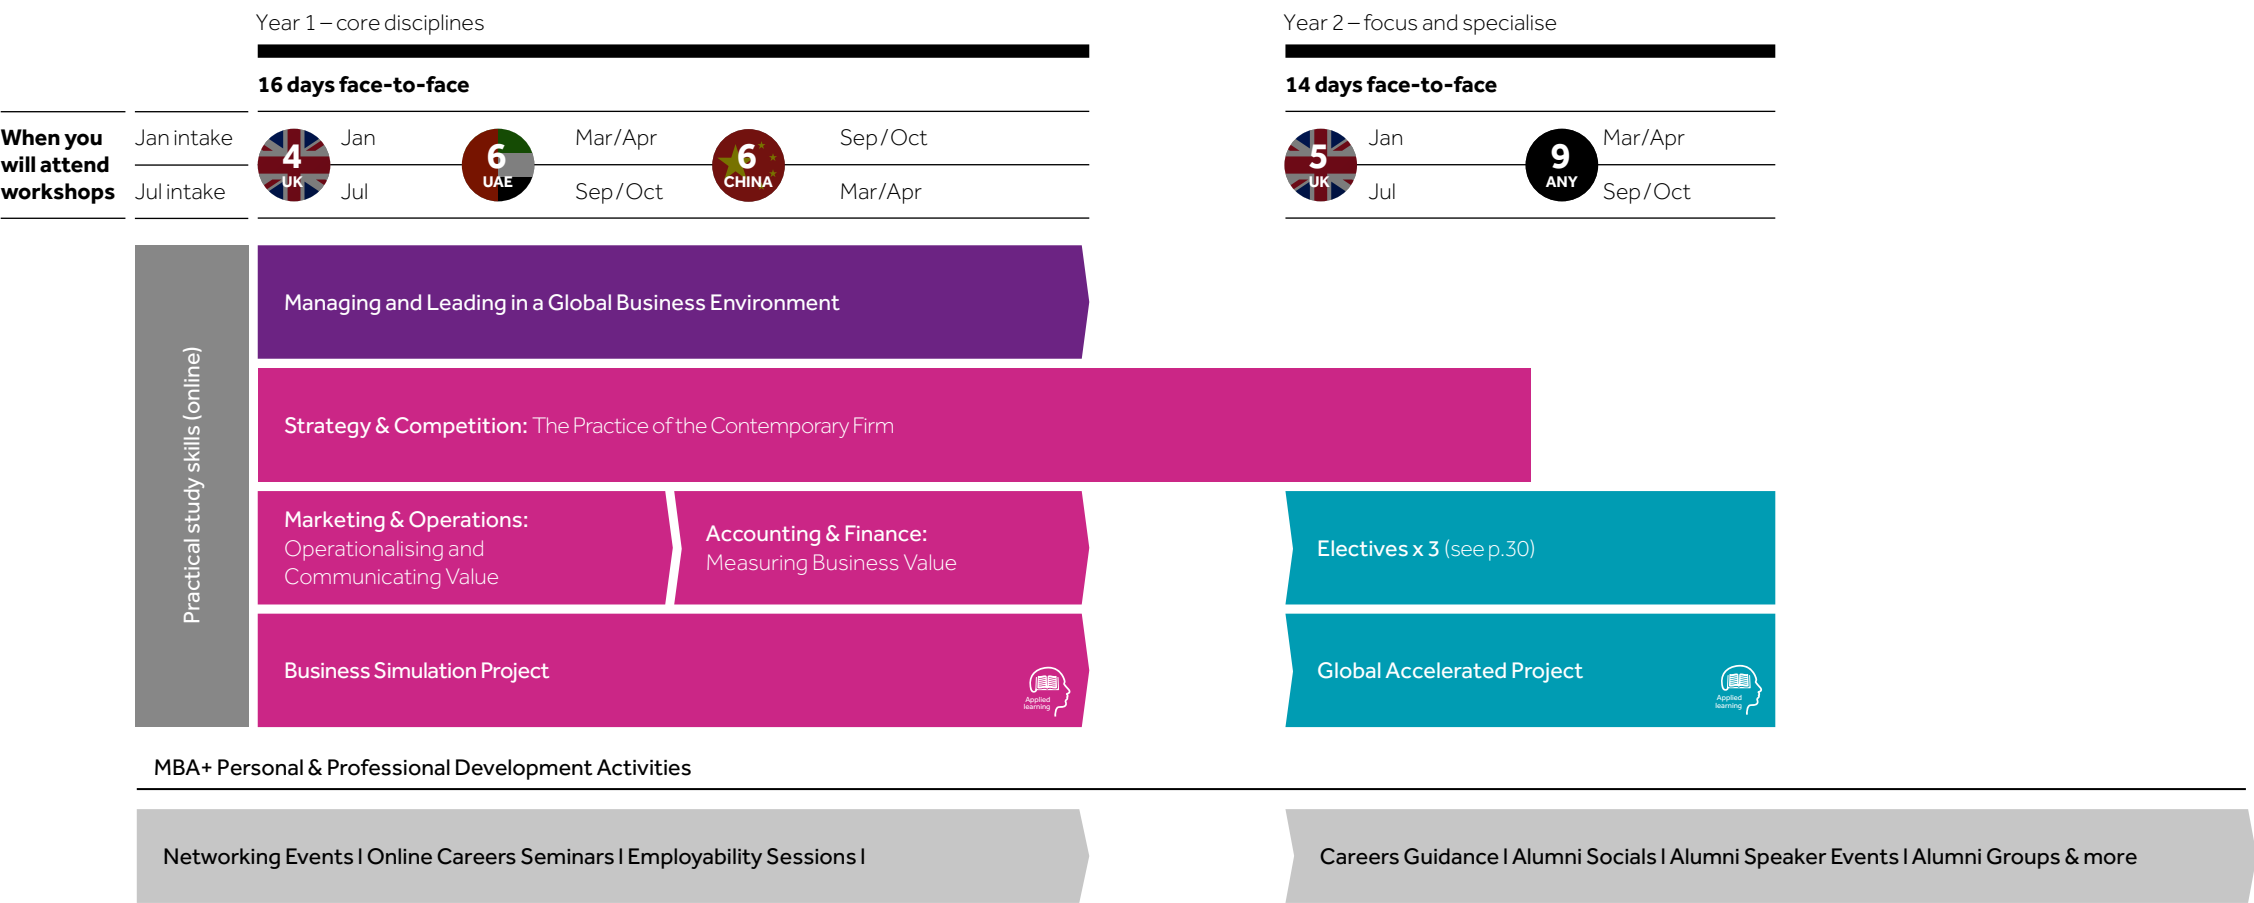 Year 1 – core disciplines
Year 2 – focus and specialise
16 days face-to-face
14 days face-to-face
When you
will attend
workshops
Jan intake
Jul intake
4
UK
Jan
Jul
6
UAE
Mar/Apr
Sep/Oct
6
CHINA
Sep/Oct
Mar/Apr
5
UK
Jan
Jul
9
ANY
Mar/Apr
Sep/Oct
Practical study skills (online)
Managing and Leading in a Global Business Environment
Strategy & Competition: The Practice of the Contemporary Firm
Marketing & Operations:
Operationalising and
Communicating Value
Accounting & Finance:
Measuring Business Value
Electives x 3 (see p.30)
Business Simulation Project
Applied
learning
Global Accelerated Project
Applied
learning
MBA+ Personal & Professional Development Activities
Networking Events I Online Careers Seminars I Employability Sessions I
Careers Guidance I Alumni Socials I Alumni Speaker Events I Alumni Groups & more